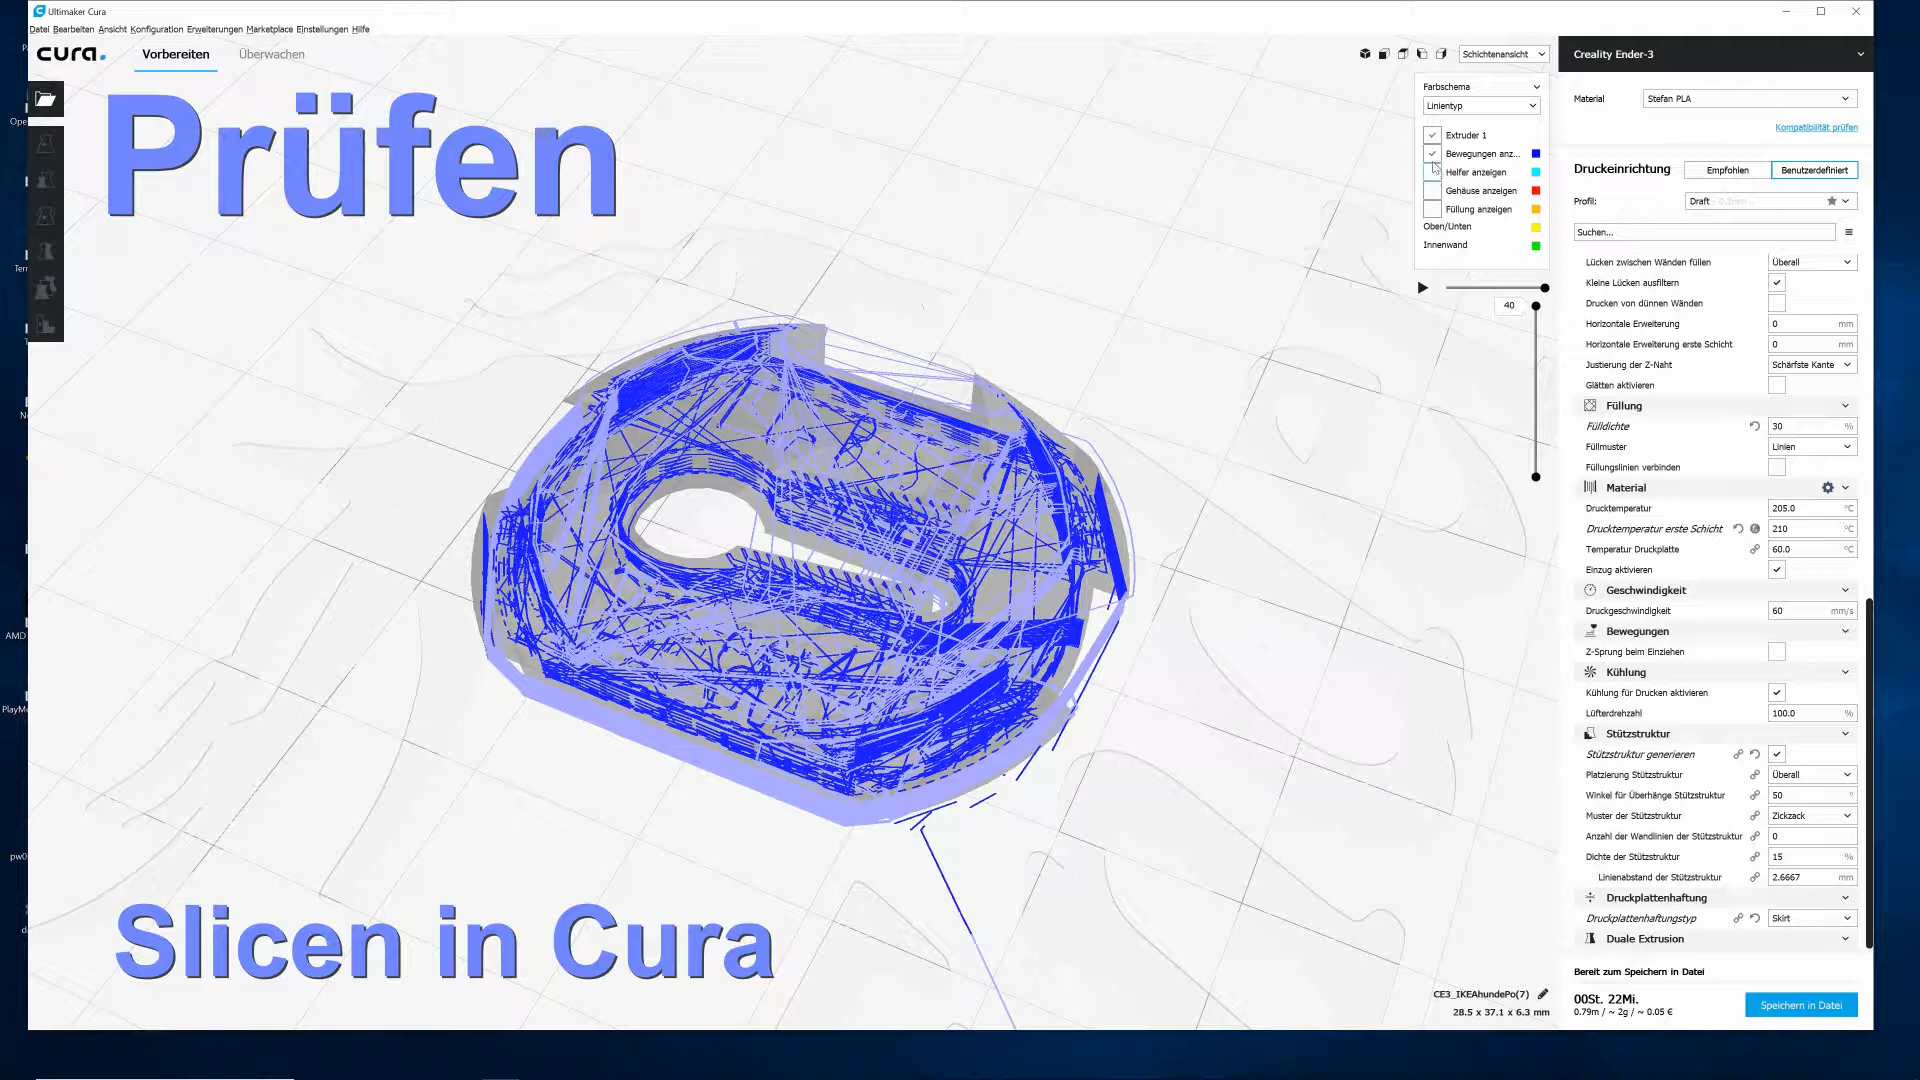 Ultimaker Cura
Datei Bearbeiten Ansicht Konfiguration Erweiterungen Marketplace Einstellungen Hilfe
cura.
Vorbereiten
Überwachen
Schichtenansicht
Creality Ender-3
Prüfen
Farbschema
Linientyp
Extruder 1
Bewegungen anz...
Helfer anzeigen
Gehäuse anzeigen
Füllung anzeigen
Oben/Unten
Innenwand
40
Material
Stefan PLA
Kompatibilität prüfen
Druckeinrichtung
Empfohlen
Benutzerdefiniert
Profil:
Draft - 0.2mm
Suchen...
Lücken zwischen Wänden füllen Überall
Kleine Lücken ausfiltern
Drucken von dünnen Wänden
Horizontale Erweiterung 0 mm
Horizontale Erweiterung erste Schicht 0 mm
Justierung der Z-Naht Schärfste Kante
Glätten aktivieren
Füllung
Fülldichte 30 %
Füllmuster Linien
Füllungslinien verbinden
Material
Drucktemperatur 205.0 °C
Drucktemperatur erste Schicht 210 °C
Temperatur Druckplatte 60.0 °C
Einzug aktivieren
Geschwindigkeit
Druckgeschwindigkeit 60 mm/s
Bewegungen
Z-Sprung beim Einziehen
Kühlung
Kühlung für Drucken aktivieren
Lüfterdrehzahl 100.0 %
Stützstruktur
Stützstruktur generieren
Platzierung Stützstruktur Überall
Winkel für Überhänge Stützstruktur 50 °
Muster der Stützstruktur Zickzack
Anzahl der Wandlinien der Stützstruktur 0
Dichte der Stützstruktur 15 %
Linienabstand der Stützstruktur 2.6667 mm
Druckplattenhaftung
Druckplattenhaftungstyp Skirt
Duale Extrusion
Bereit zum Speichern in Datei
00St. 22Mi.
0.79m / ~ 2g / ~ 0.05 €
Speichern in Datei
CE3_IKEAhundePo(7)
28.5 x 37.1 x 6.3 mm
Slicen in Cura
AMD
PlayMe
pw0